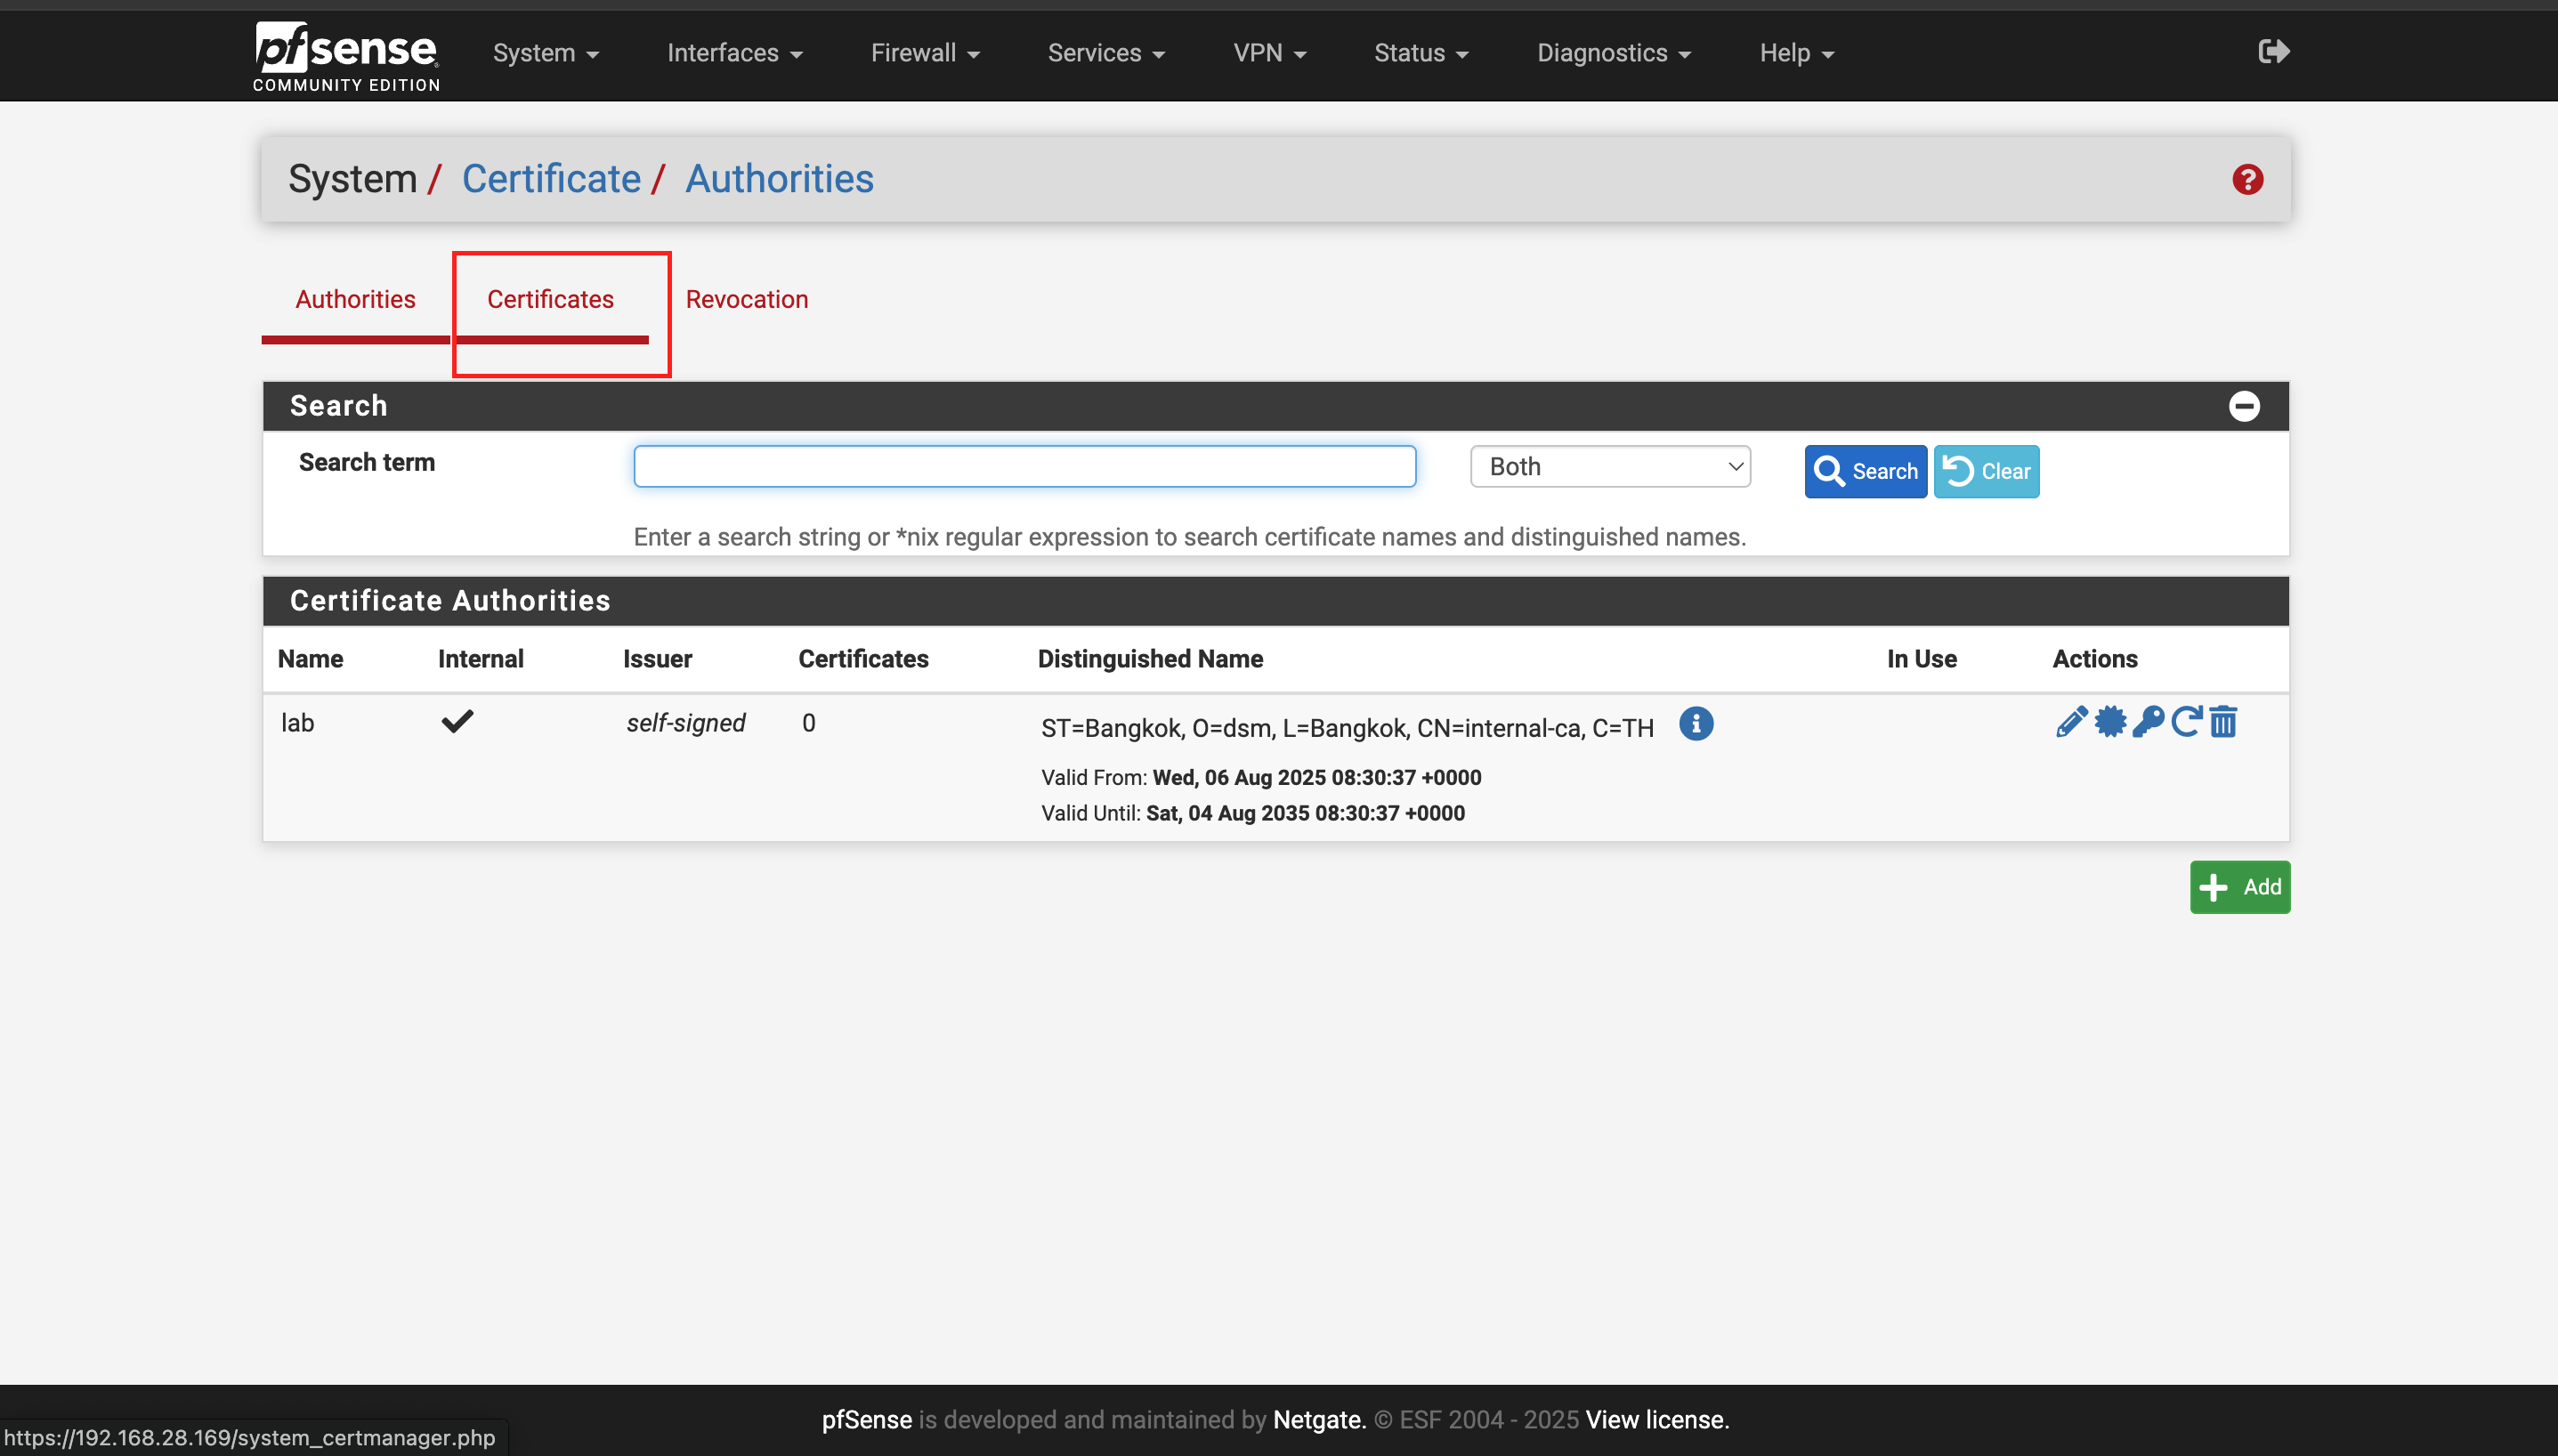 pfsense
COMMUNITY EDITION
System
Interfaces
Firewall
Services
VPN
Status
Diagnostics
Help
System / Certificate / Authorities
Authorities
Certificates
Revocation
Search
Search term
Both
Search
Clear
Enter a search string or *nix regular expression to search certificate names and distinguished names.
Certificate Authorities
Name Internal Issuer Certificates Distinguished Name In Use Actions
lab self-signed 0 ST=Bangkok, O=dsm, L=Bangkok, CN=internal-ca, C=TH
Valid From: Wed, 06 Aug 2025 08:30:37 +0000
Valid Until: Sat, 04 Aug 2035 08:30:37 +0000
Add
pfSense is developed and maintained by Netgate. © ESF 2004 - 2025 View license.
https://192.168.28.169/system_certmanager.php